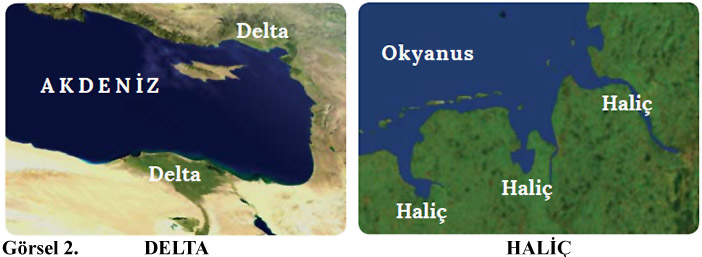 Delta
AKDENİZ
Delta
Okyanus
Haliç
Haliç
Haliç
Görsel 2. DELTA HALİÇ